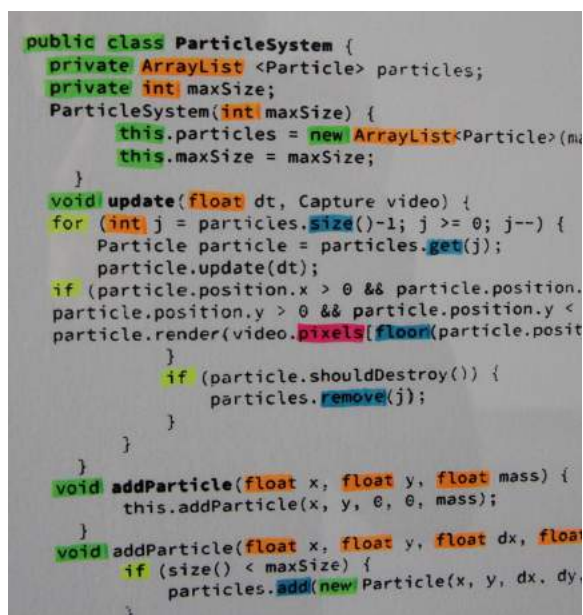 public class ParticleSystem {
private ArrayList <Particle> particles;
private int maxSize;
ParticleSystem(int maxSize) {
this.particles = new ArrayList<Particle>(ma
this.maxSize = maxSize;
}
void update(float dt, Capture video) {
for (int j = particles.size()-1; j >= 0; j--) {
Particle particle = particles.get(j);
particle.update(dt);
if (particle.position.x > 0 && particle.position.
particle.position.y > 0 && particle.position.y <
particle.render(video.pixels[floor(particle.posit
}
if (particle.shouldDestroy()) {
particles.remove(j);
}
}
}
void addParticle(float x, float y, float mass) {
this.addParticle(x, y, 0, 0, mass);
}
void addParticle(float x, float y, float dx, float
if (size() < maxSize) {
particles.add(new Particle(x, y, dx, dy,
}